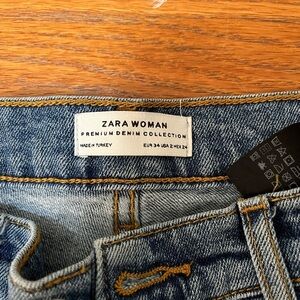 ZARA WOMAN
PREMIUM DENIM COLLECTION
MADE IN TURKEY EUR 34 USA 2 MEX 24